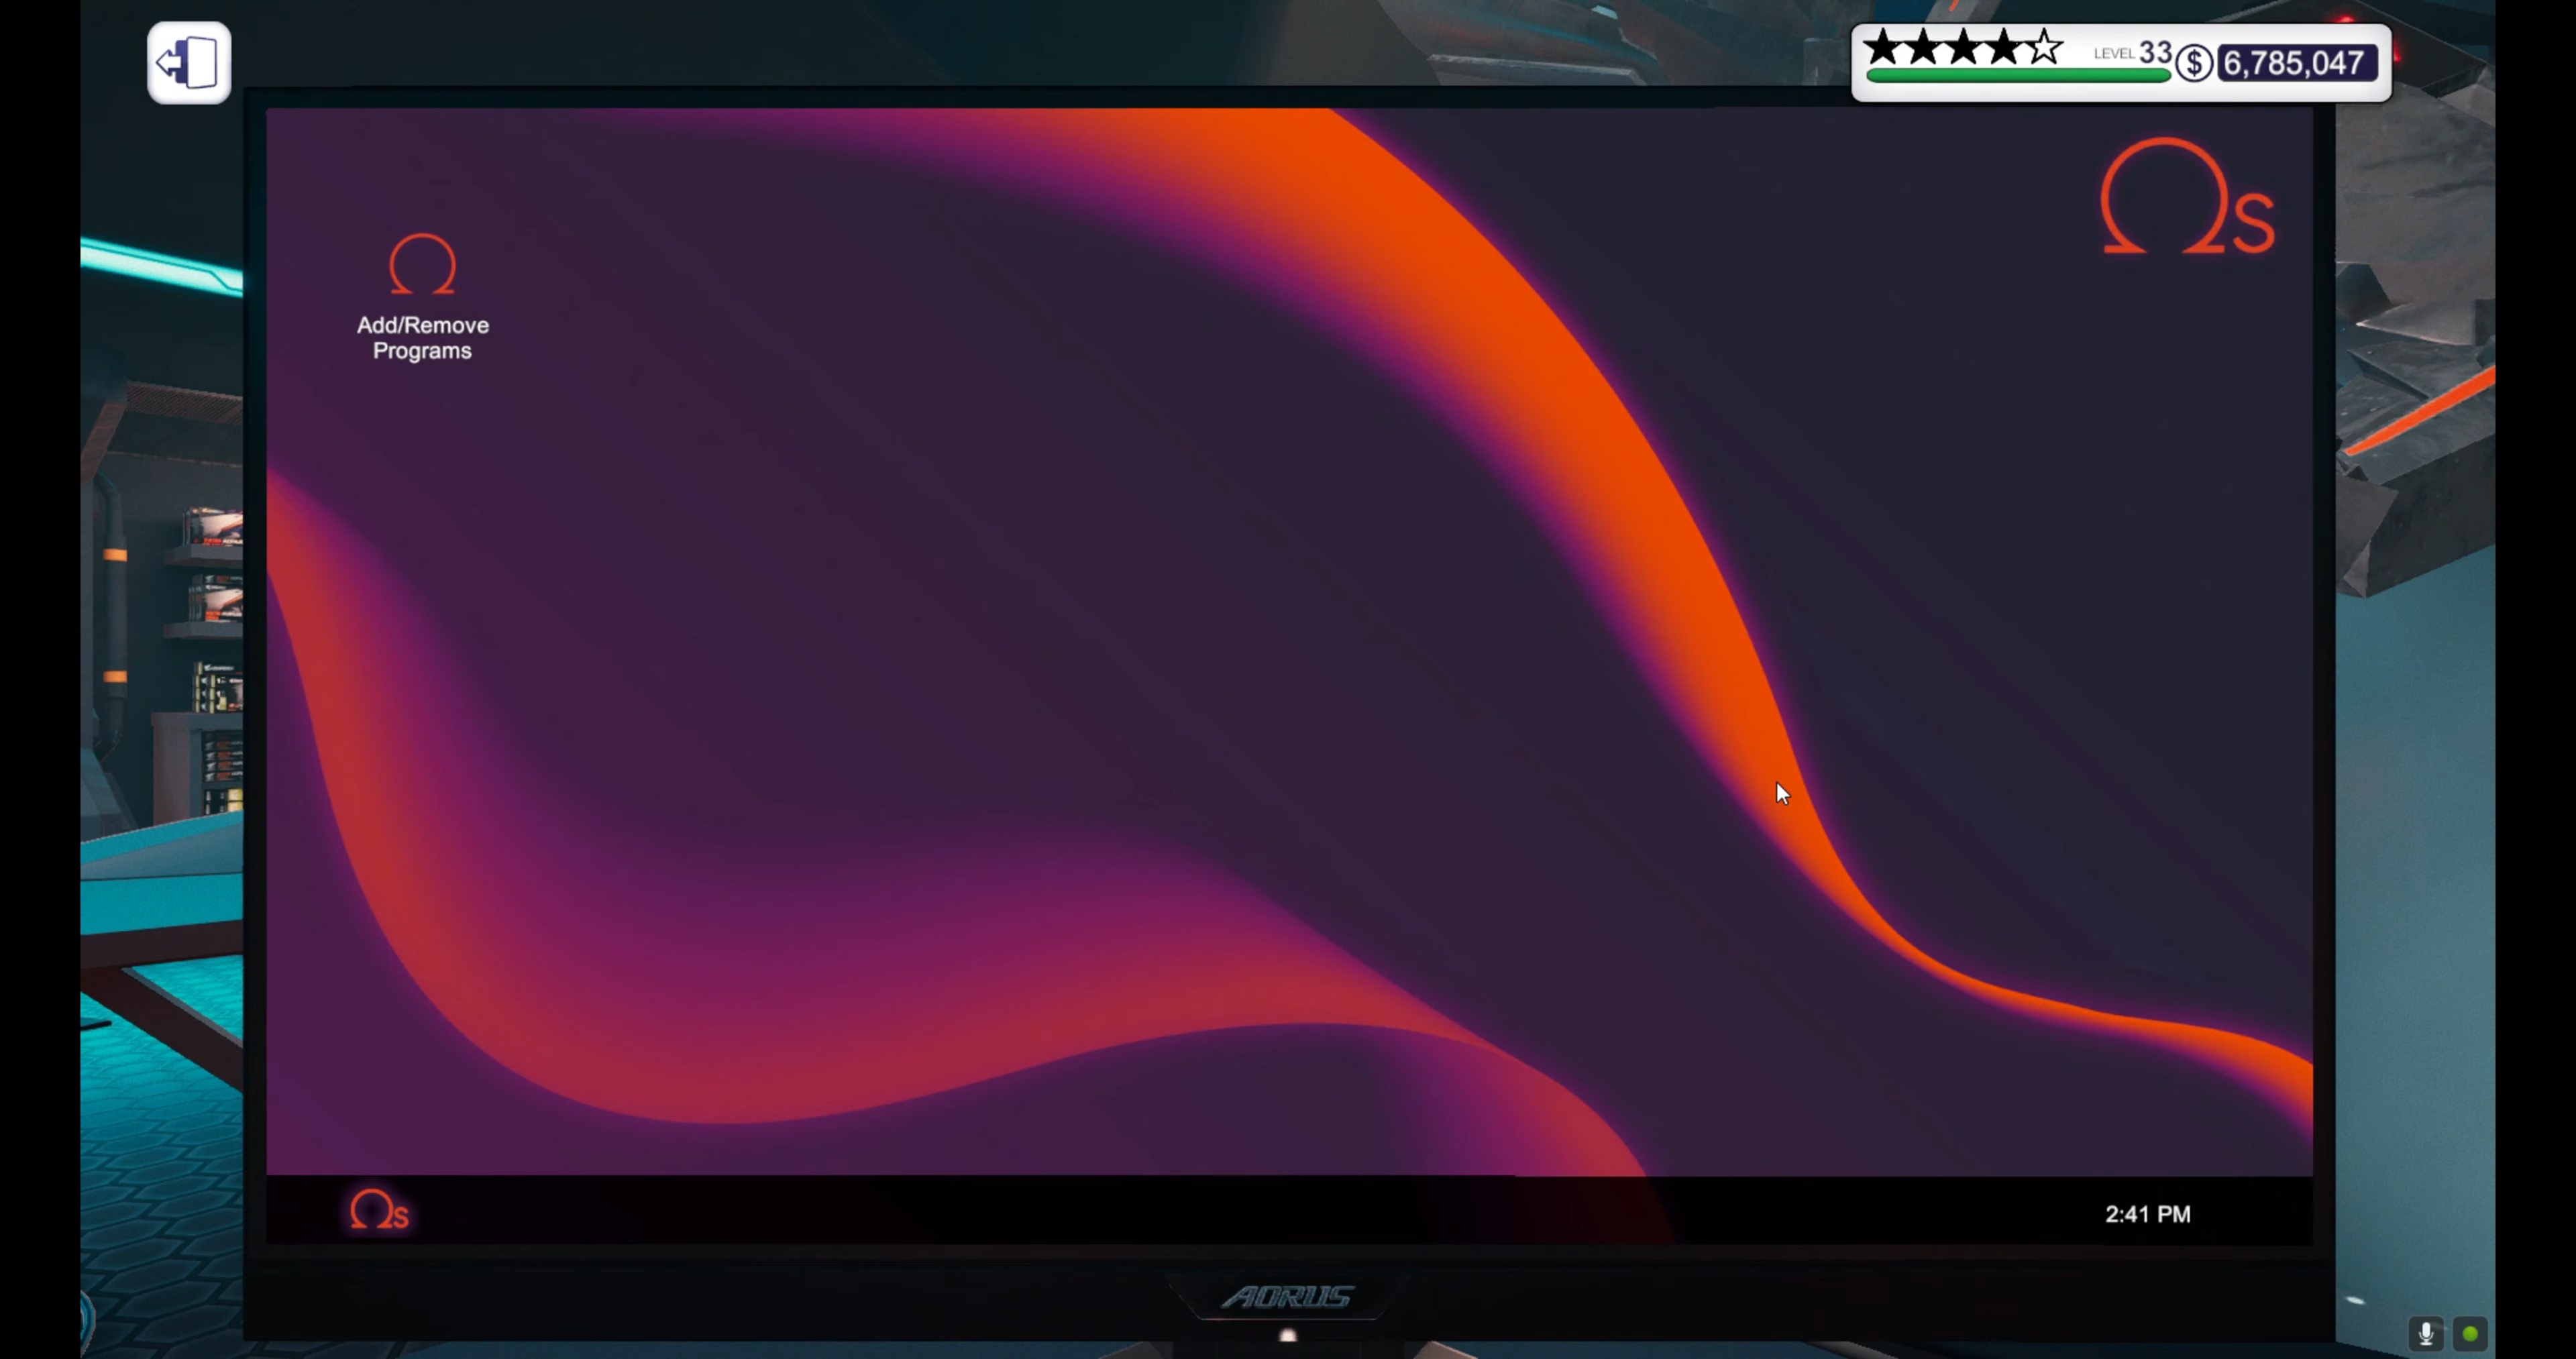 LEVEL 33 $ 6,785,047
Ωs
Add/Remove
Programs
Ωs
2:41 PM
AORUS